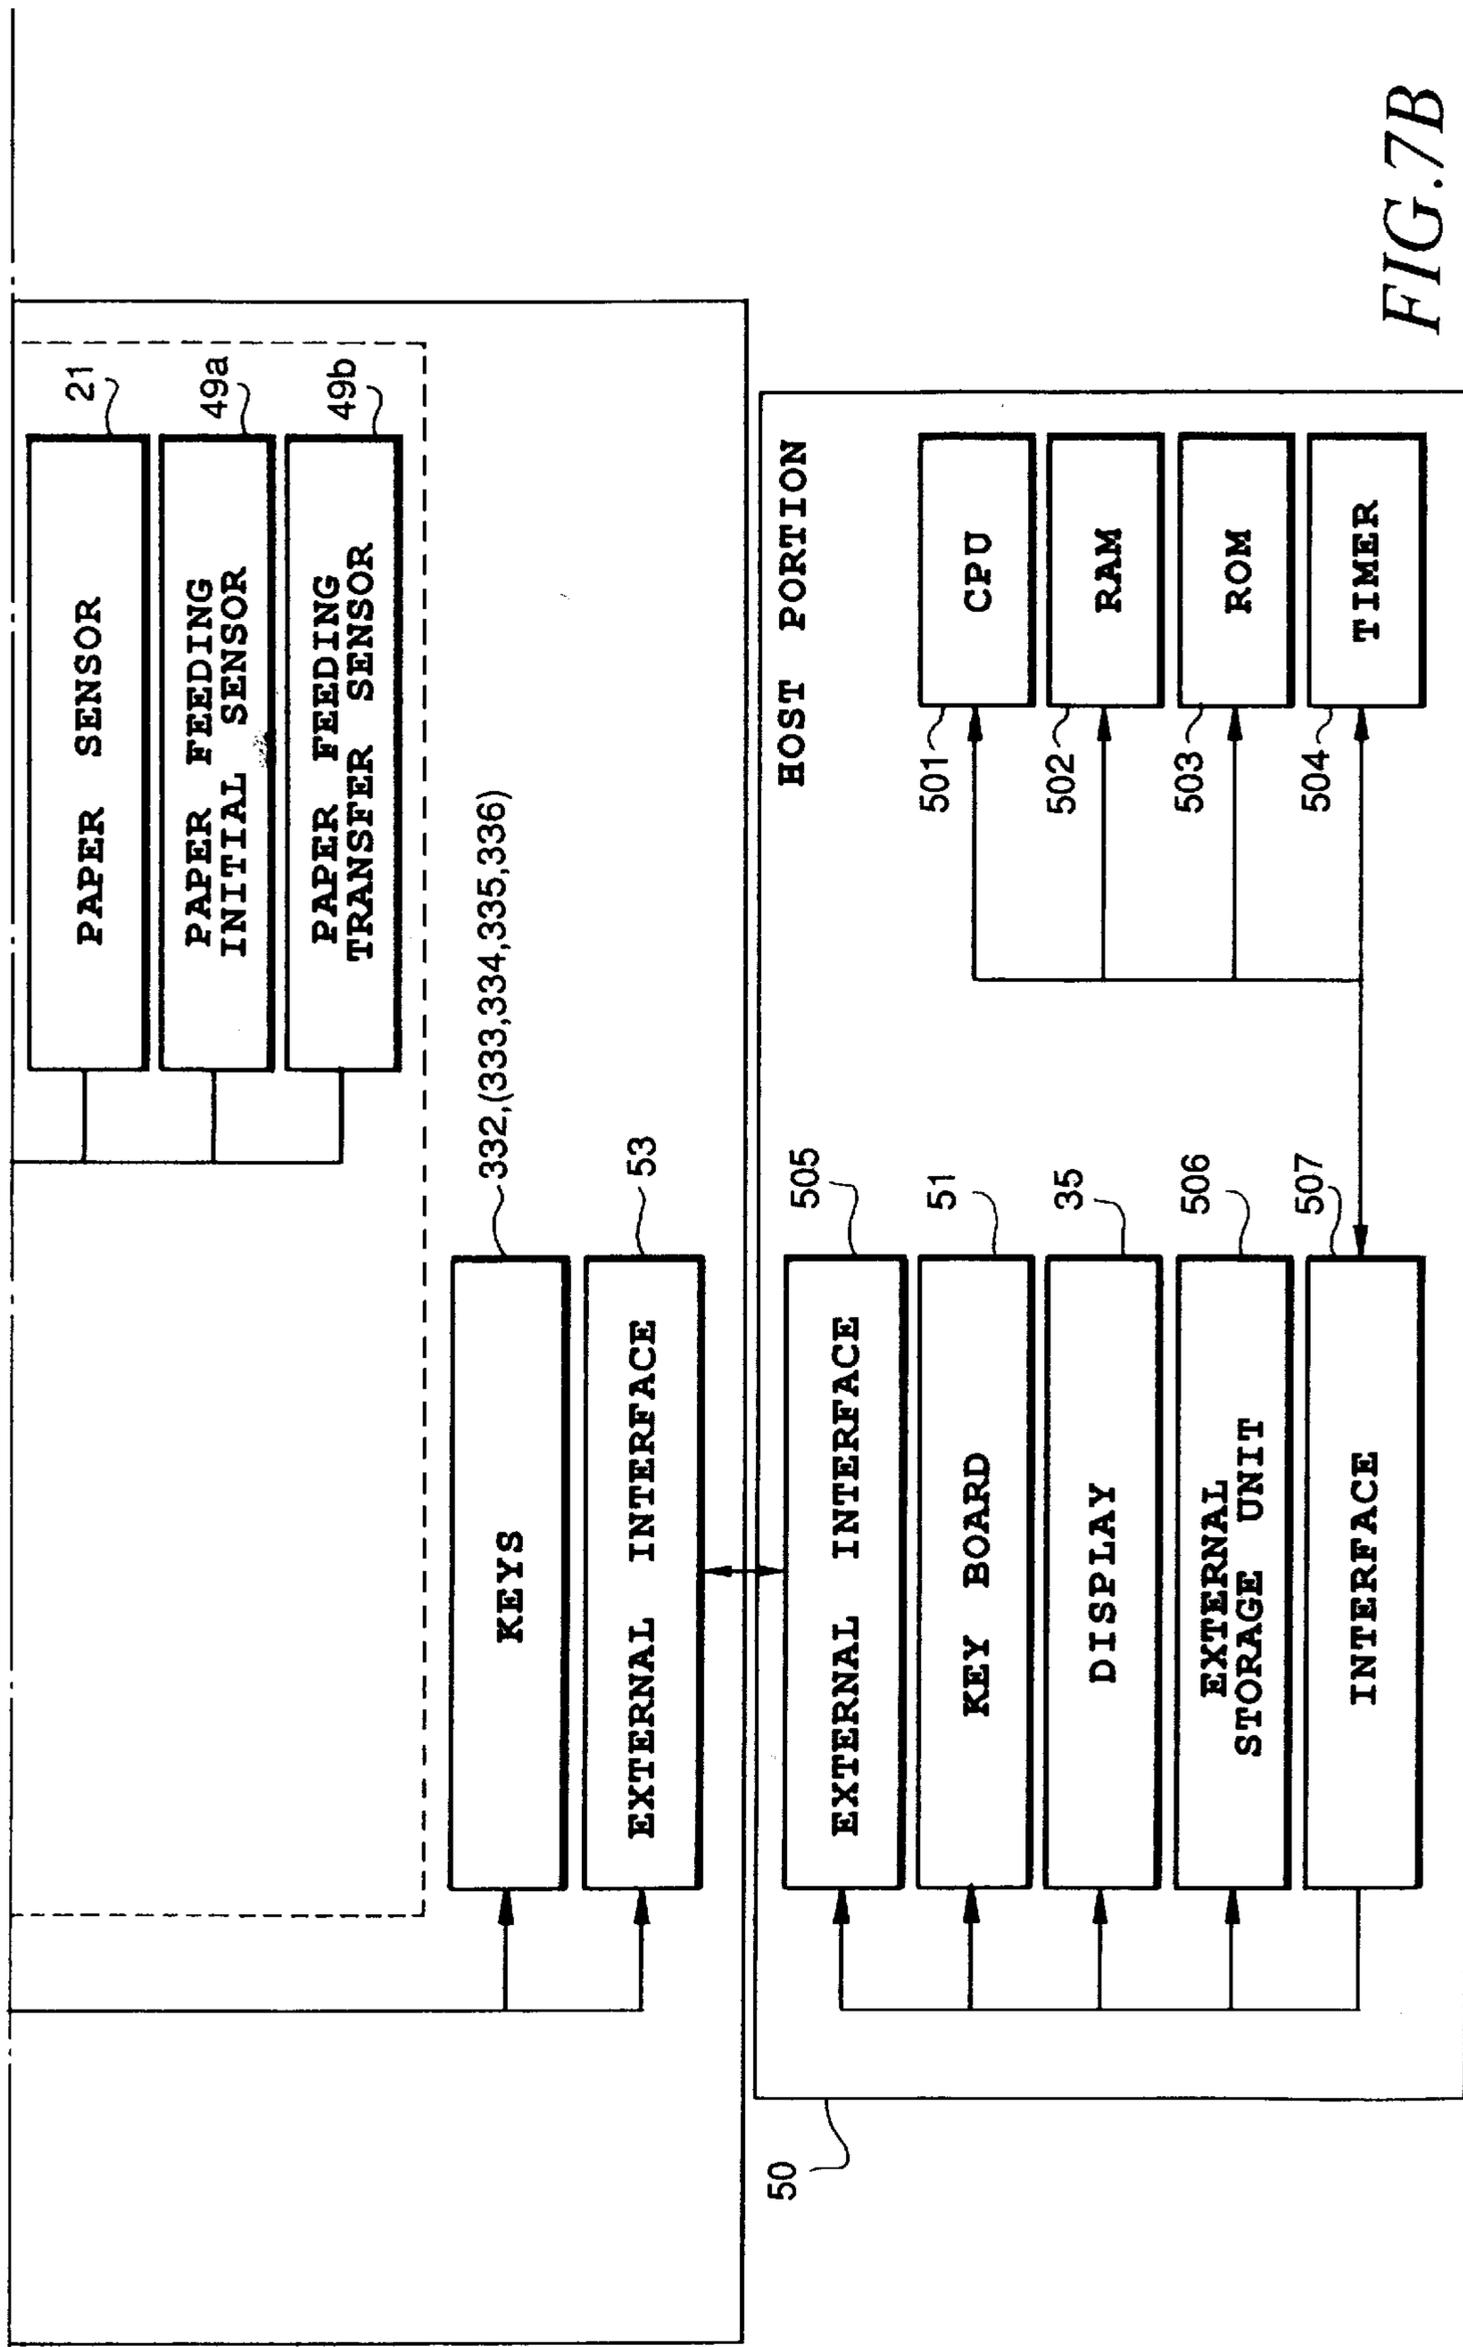 PAPER SENSOR
21
PAPER FEEDING
INITIAL SENSOR
49a
PAPER FEEDING
TRANSFER SENSOR
49b
KEYS
332,(333,334,335,336)
EXTERNAL INTERFACE
53
50
HOST PORTION
EXTERNAL INTERFACE
505
KEY BOARD
51
DISPLAY
35
EXTERNAL
STORAGE UNIT
506
INTERFACE
507
501
CPU
502
RAM
503
ROM
504
TIMER
FIG.7B